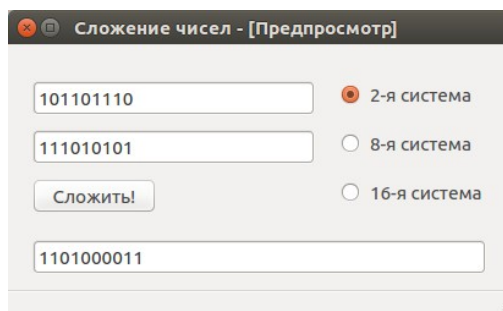 Сложение чисел - [Предпросмотр]
101101110
2-я система
111010101
8-я система
Сложить!
16-я система
1101000011